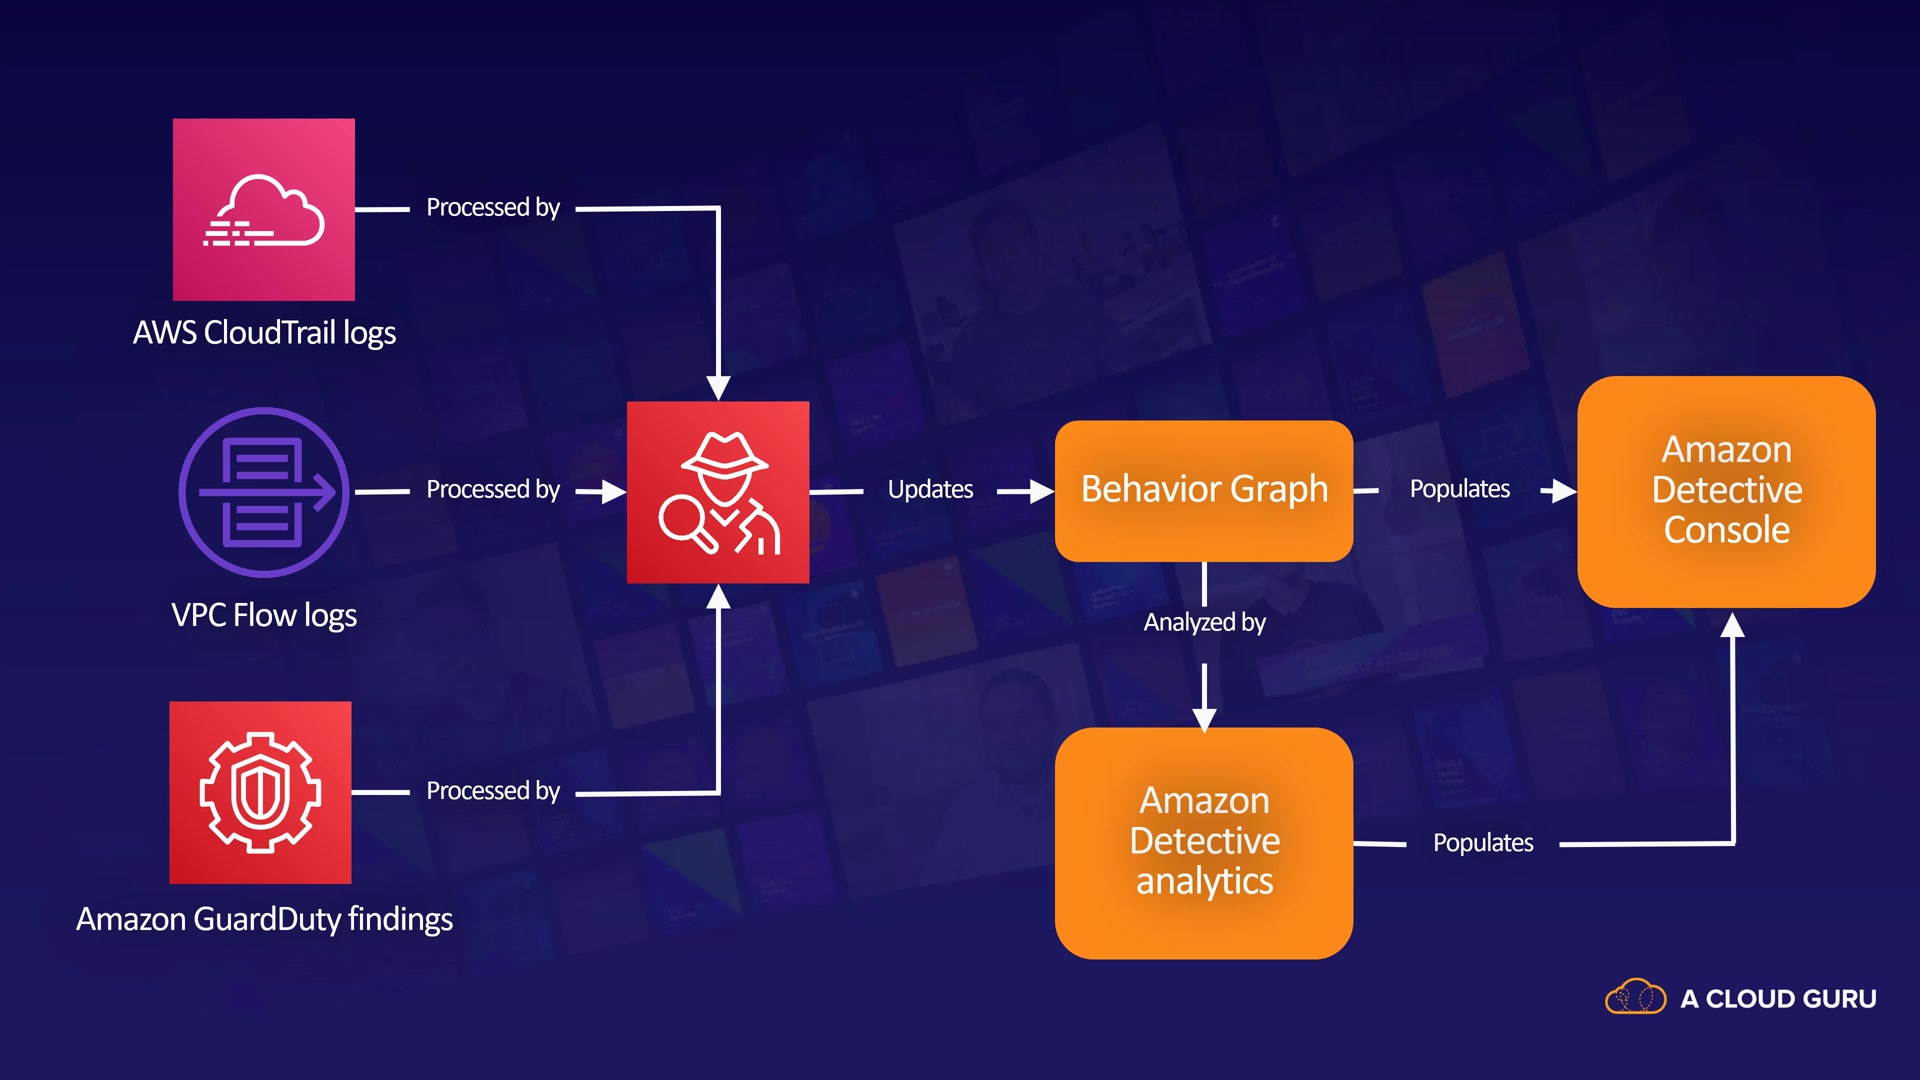 Processed by
AWS CloudTrail logs
Processed by
VPC Flow logs
Processed by
Amazon GuardDuty findings
Updates
Behavior Graph
Populates
Amazon
Detective
Console
Analyzed by
Amazon
Detective
analytics
Populates
A CLOUD GURU